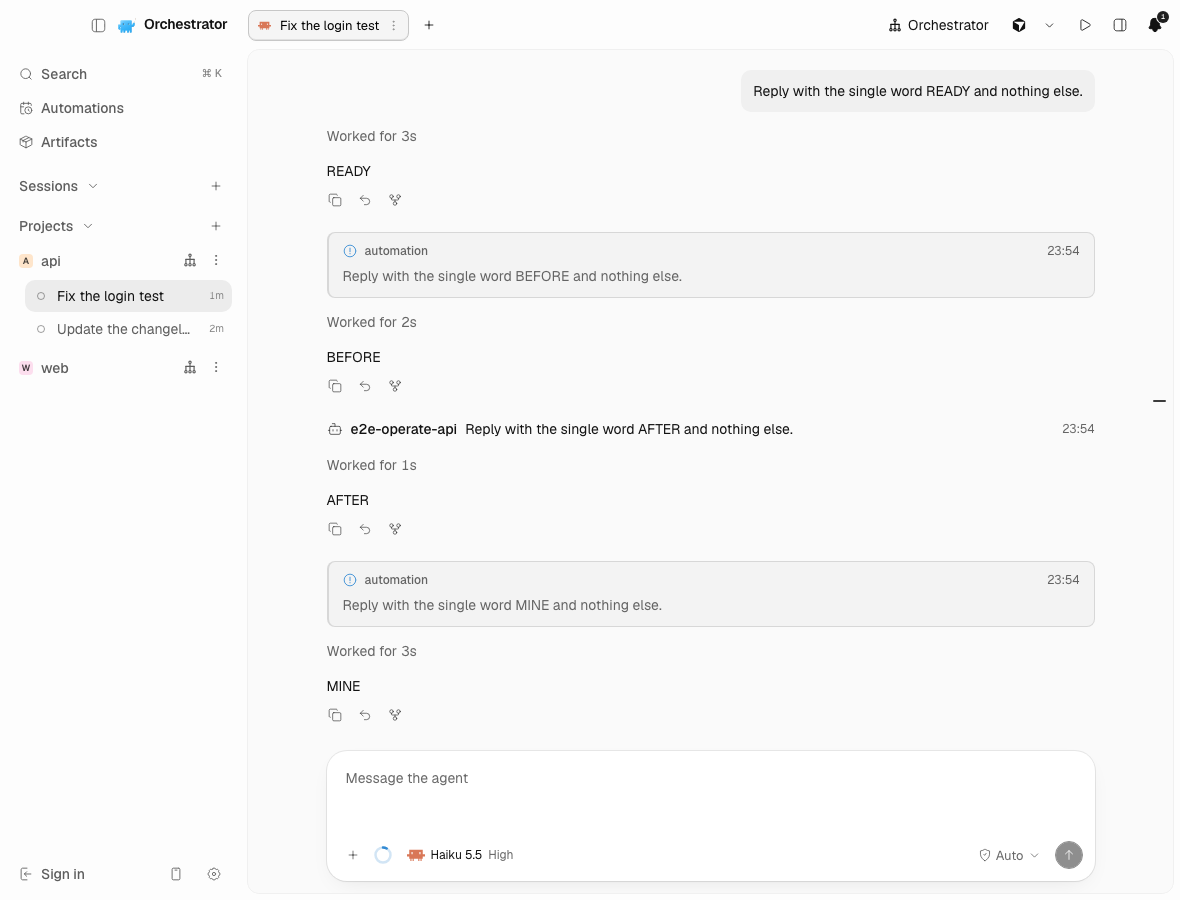 Orchestrator
Fix the login test
Orchestrator
1
Search
⌘ K
Automations
Artifacts
Sessions
Projects
A api
Fix the login test 1m
Update the changel... 2m
W web
Sign in
Reply with the single word READY and nothing else.
Worked for 3s
READY
automation 23:54
Reply with the single word BEFORE and nothing else.
Worked for 2s
BEFORE
e2e-operate-api Reply with the single word AFTER and nothing else. 23:54
Worked for 1s
AFTER
automation 23:54
Reply with the single word MINE and nothing else.
Worked for 3s
MINE
Message the agent
Haiku 5.5 High
Auto